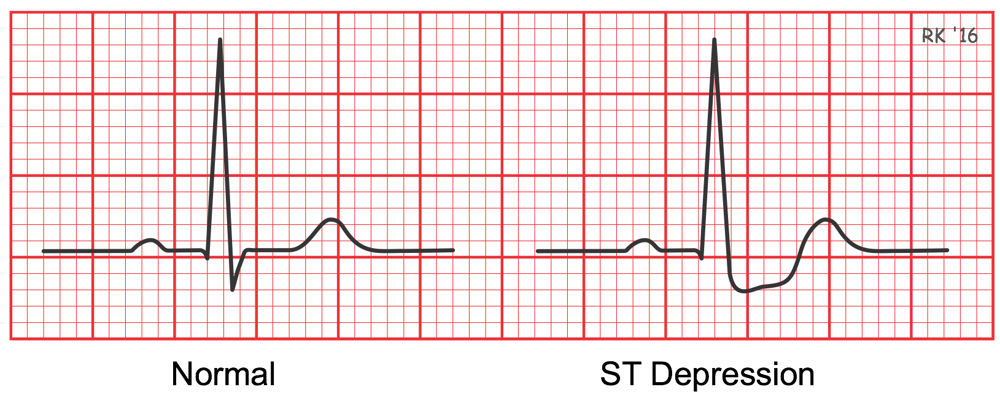 RK '16
Normal
ST Depression